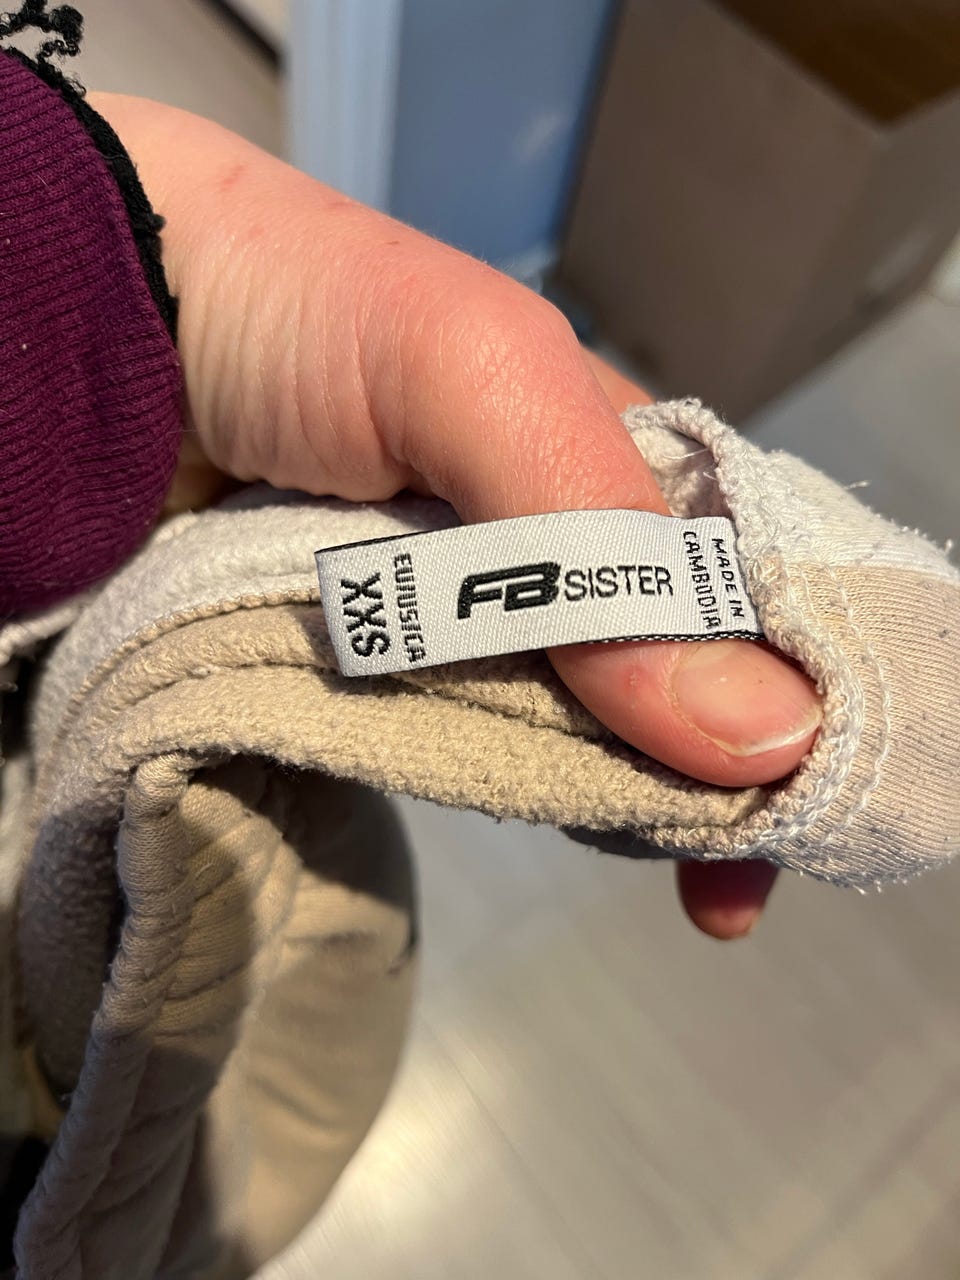 XXS
EU/US/CA
FB SISTER
MADE IN
CAMBODIA